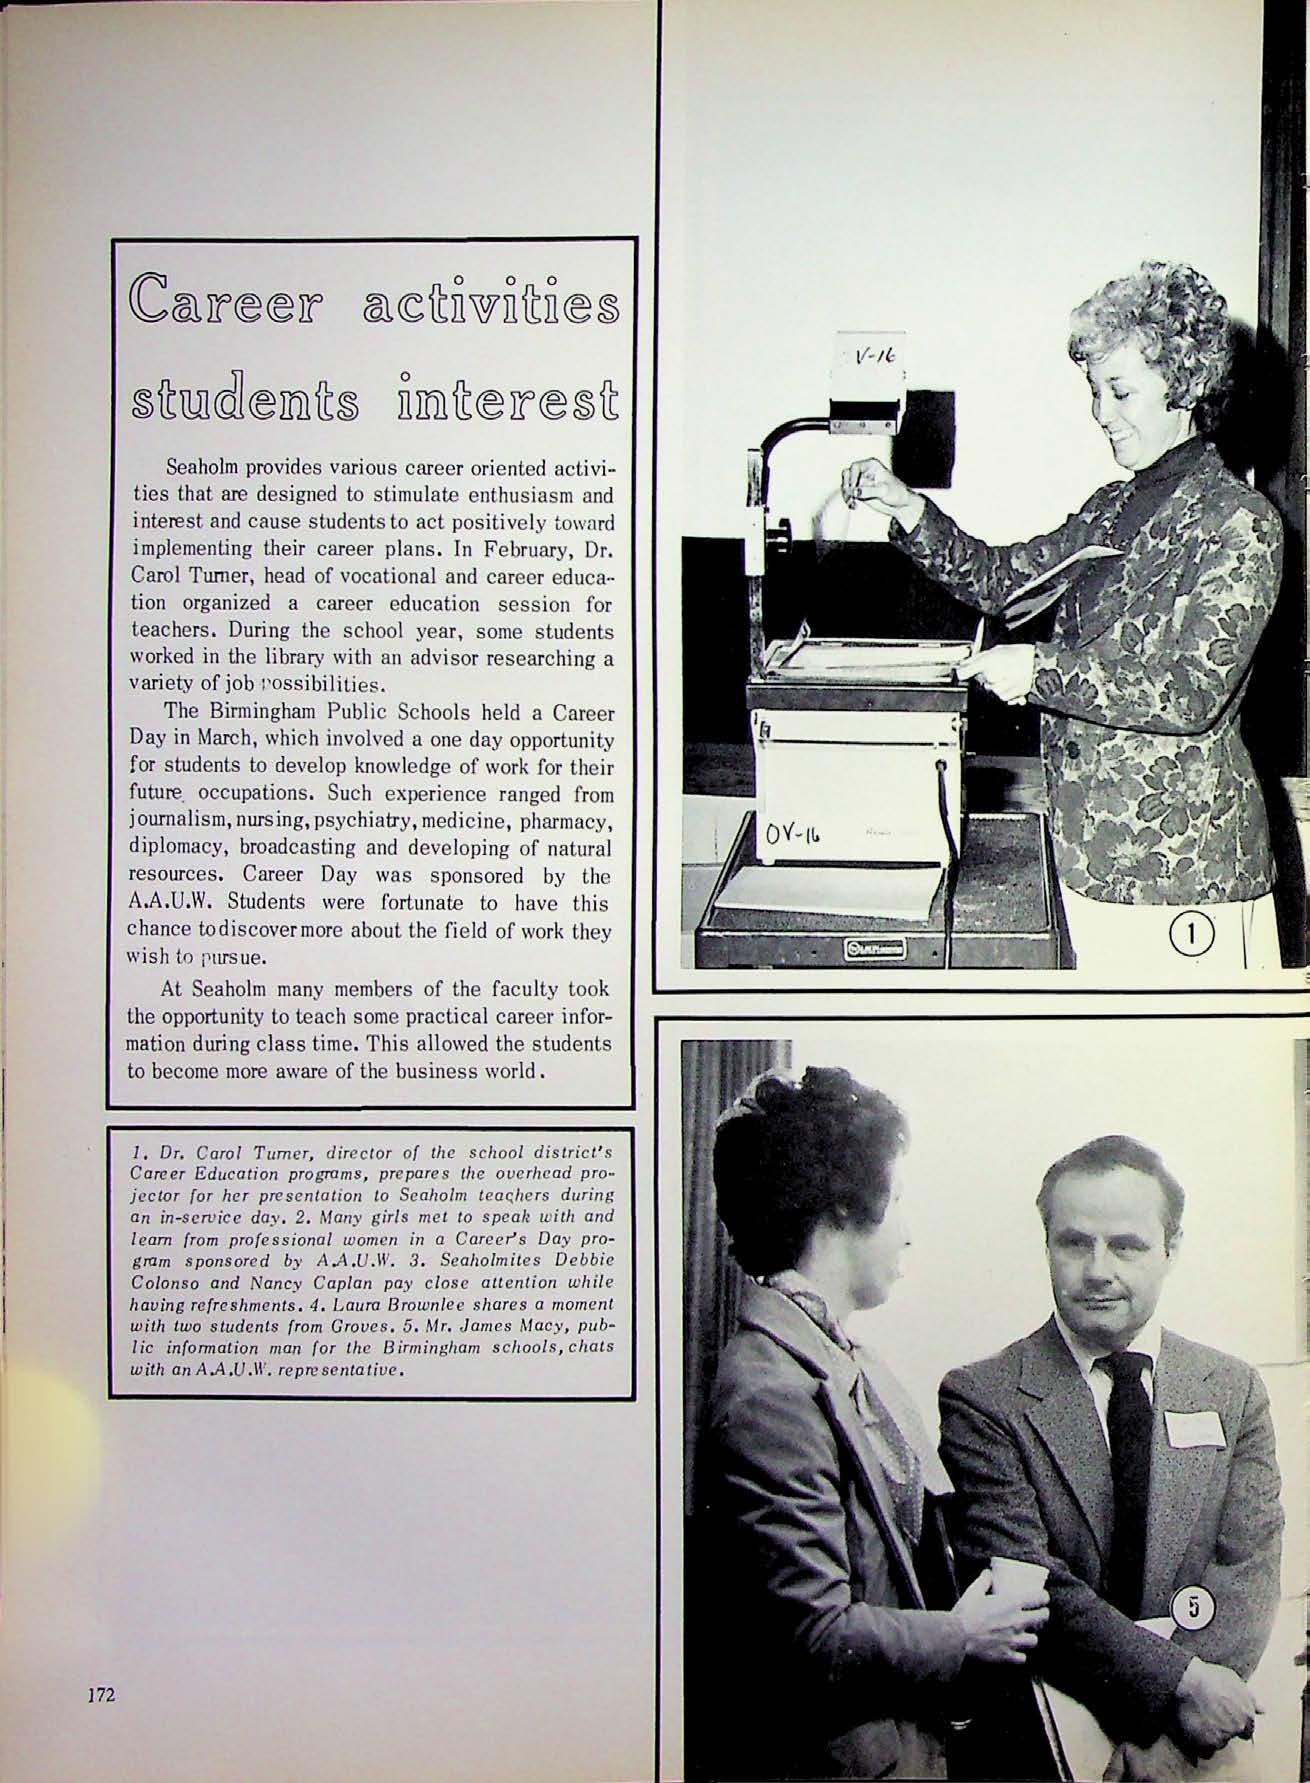 Career activities
students interest
Seaholm provides various career oriented activi-
ties that are designed to stimulate enthusiasm and
interest and cause students to act positively toward
implementing their career plans. In February, Dr.
Carol Turner, head of vocational and career educa-
tion organized a career education session for
teachers. During the school year, some students
worked in the library with an advisor researching a
variety of job possibilities.
The Birmingham Public Schools held a Career
Day in March, which involved a one day opportunity
for students to develop knowledge of work for their
future occupations. Such experience ranged from
journalism, nursing, psychiatry, medicine, pharmacy,
diplomacy, broadcasting and developing of natural
resources. Career Day was sponsored by the
A.A.U.W. Students were fortunate to have this
chance to discover more about the field of work they
wish to pursue.
At Seaholm many members of the faculty took
the opportunity to teach some practical career infor-
mation during class time. This allowed the students
to become more aware of the business world.
1. Dr. Carol Turner, director of the school district's
Career Education programs, prepares the overhead pro-
jector for her presentation to Seaholm teachers during
an in-service day. 2. Many girls met to speak with and
learn from professional women in a Career's Day pro-
gram sponsored by A.A.U.W. 3. Seaholmites Debbie
Colonso and Nancy Caplan pay close attention while
having refreshments. 4. Laura Brownlee shares a moment
with two students from Groves. 5. Mr. James Macy, pub-
lic information man for the Birmingham schools, chats
with an A.A.U.W. representative.
172
V-16
OV-16
1
5